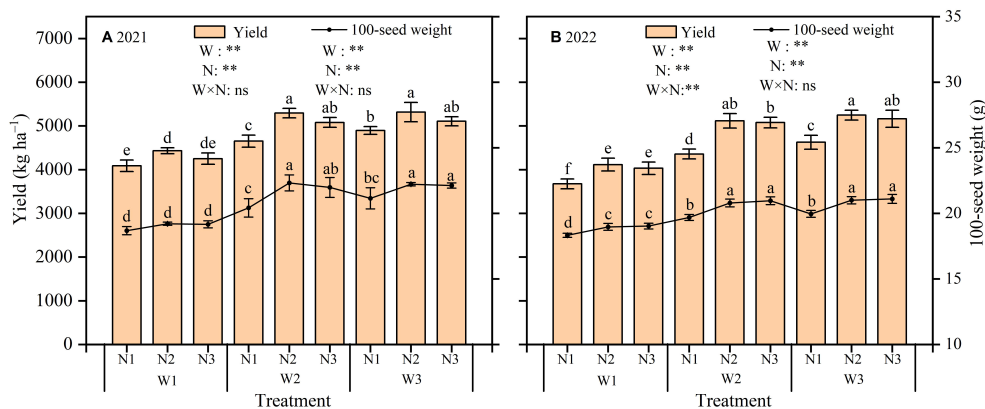 A 2021
Yield
100-seed weight
W : **
W : **
N: **
N: **
W×N: ns
W×N: ns
Yield (kg ha⁻¹)
7000
6000
5000
4000
3000
2000
1000
0
e
d
de
c
a
ab
b
a
ab
d
d
d
c
a
ab
bc
a
a
N1 N2 N3 N1 N2 N3 N1 N2 N3
W1 W2 W3
Treatment
B 2022
Yield
100-seed weight
W : **
W : **
N: **
N: **
W×N:**
W×N: ns
f
e
e
d
ab
b
c
a
ab
d
c
c
b
a
a
b
a
a
N1 N2 N3 N1 N2 N3 N1 N2 N3
W1 W2 W3
Treatment
35
30
25
20
15
10
100-seed weight (g)